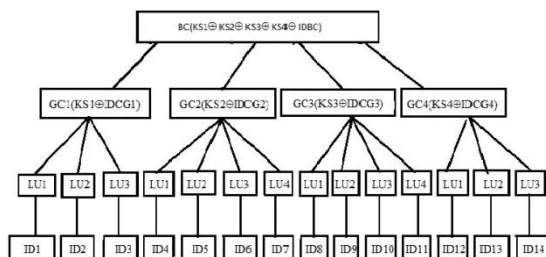 BC(KS1⊕KS2⊕ KS3⊕ KS4⊕ IDBC)
GC1(KS1⊕IDCG1) GC2(KS2⊕IDCG2) GC3(KS3⊕IDCG3) GC4(KS4⊕IDCG4)
LU1 LU2 LU3 LU1 LU2 LU3 LU4 LU1 LU2 LU3 LU4 LU1 LU2 LU3
ID1 ID2 ID3 ID4 ID5 ID6 ID7 ID8 ID9 ID10 ID11 ID12 ID13 ID14